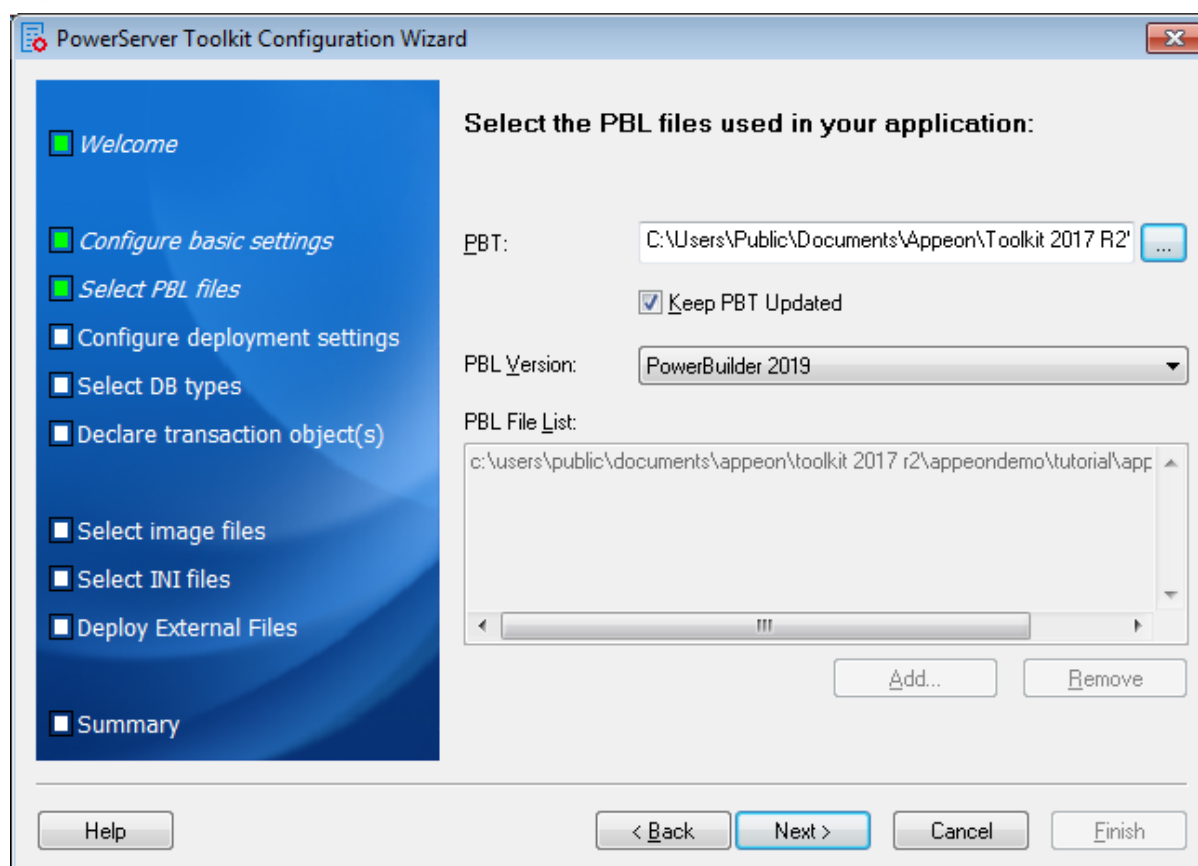 PowerServer Toolkit Configuration Wizard
Welcome
Configure basic settings
Select PBL files
Configure deployment settings
Select DB types
Declare transaction object(s)
Select image files
Select INI files
Deploy External Files
Summary
Select the PBL files used in your application:
PBT: C:\Users\Public\Documents\Appeon\Toolkit 2017 R2' ...
Keep PBT Updated
PBL Version: PowerBuilder 2019
PBL File List:
c:\users\public\documents\appeon\toolkit 2017 r2\appeondemo\tutorial\app
Add... Remove
Help < Back Next > Cancel Finish